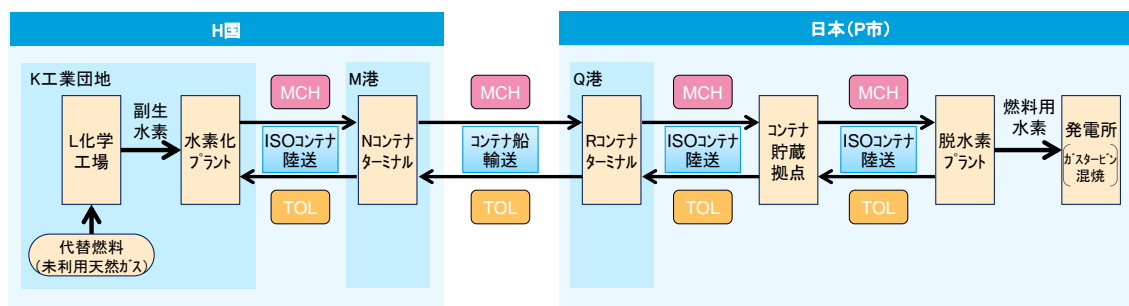 H国
日本(P市)
K工業団地
M港
Q港
MCH
MCH
MCH
MCH
L化学
工場
副生
水素
水素化
プラント
ISOコンテナ
陸送
Nコンテナ
ターミナル
コンテナ船
輸送
Rコンテナ
ターミナル
ISOコンテナ
陸送
コンテナ
貯蔵
拠点
ISOコンテナ
陸送
脱水素
プラント
燃料用
水素
発電所
ガスタービン
混焼
TOL
TOL
TOL
TOL
代替燃料
(未利用天然ガス)